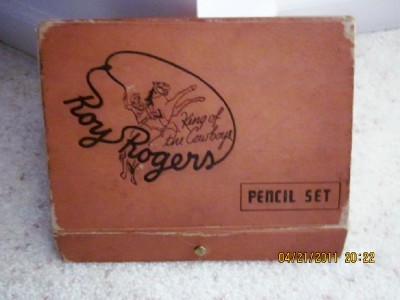 Roy Rogers
King of
the Cowboys
PENCIL SET
04/21/2011 20:22